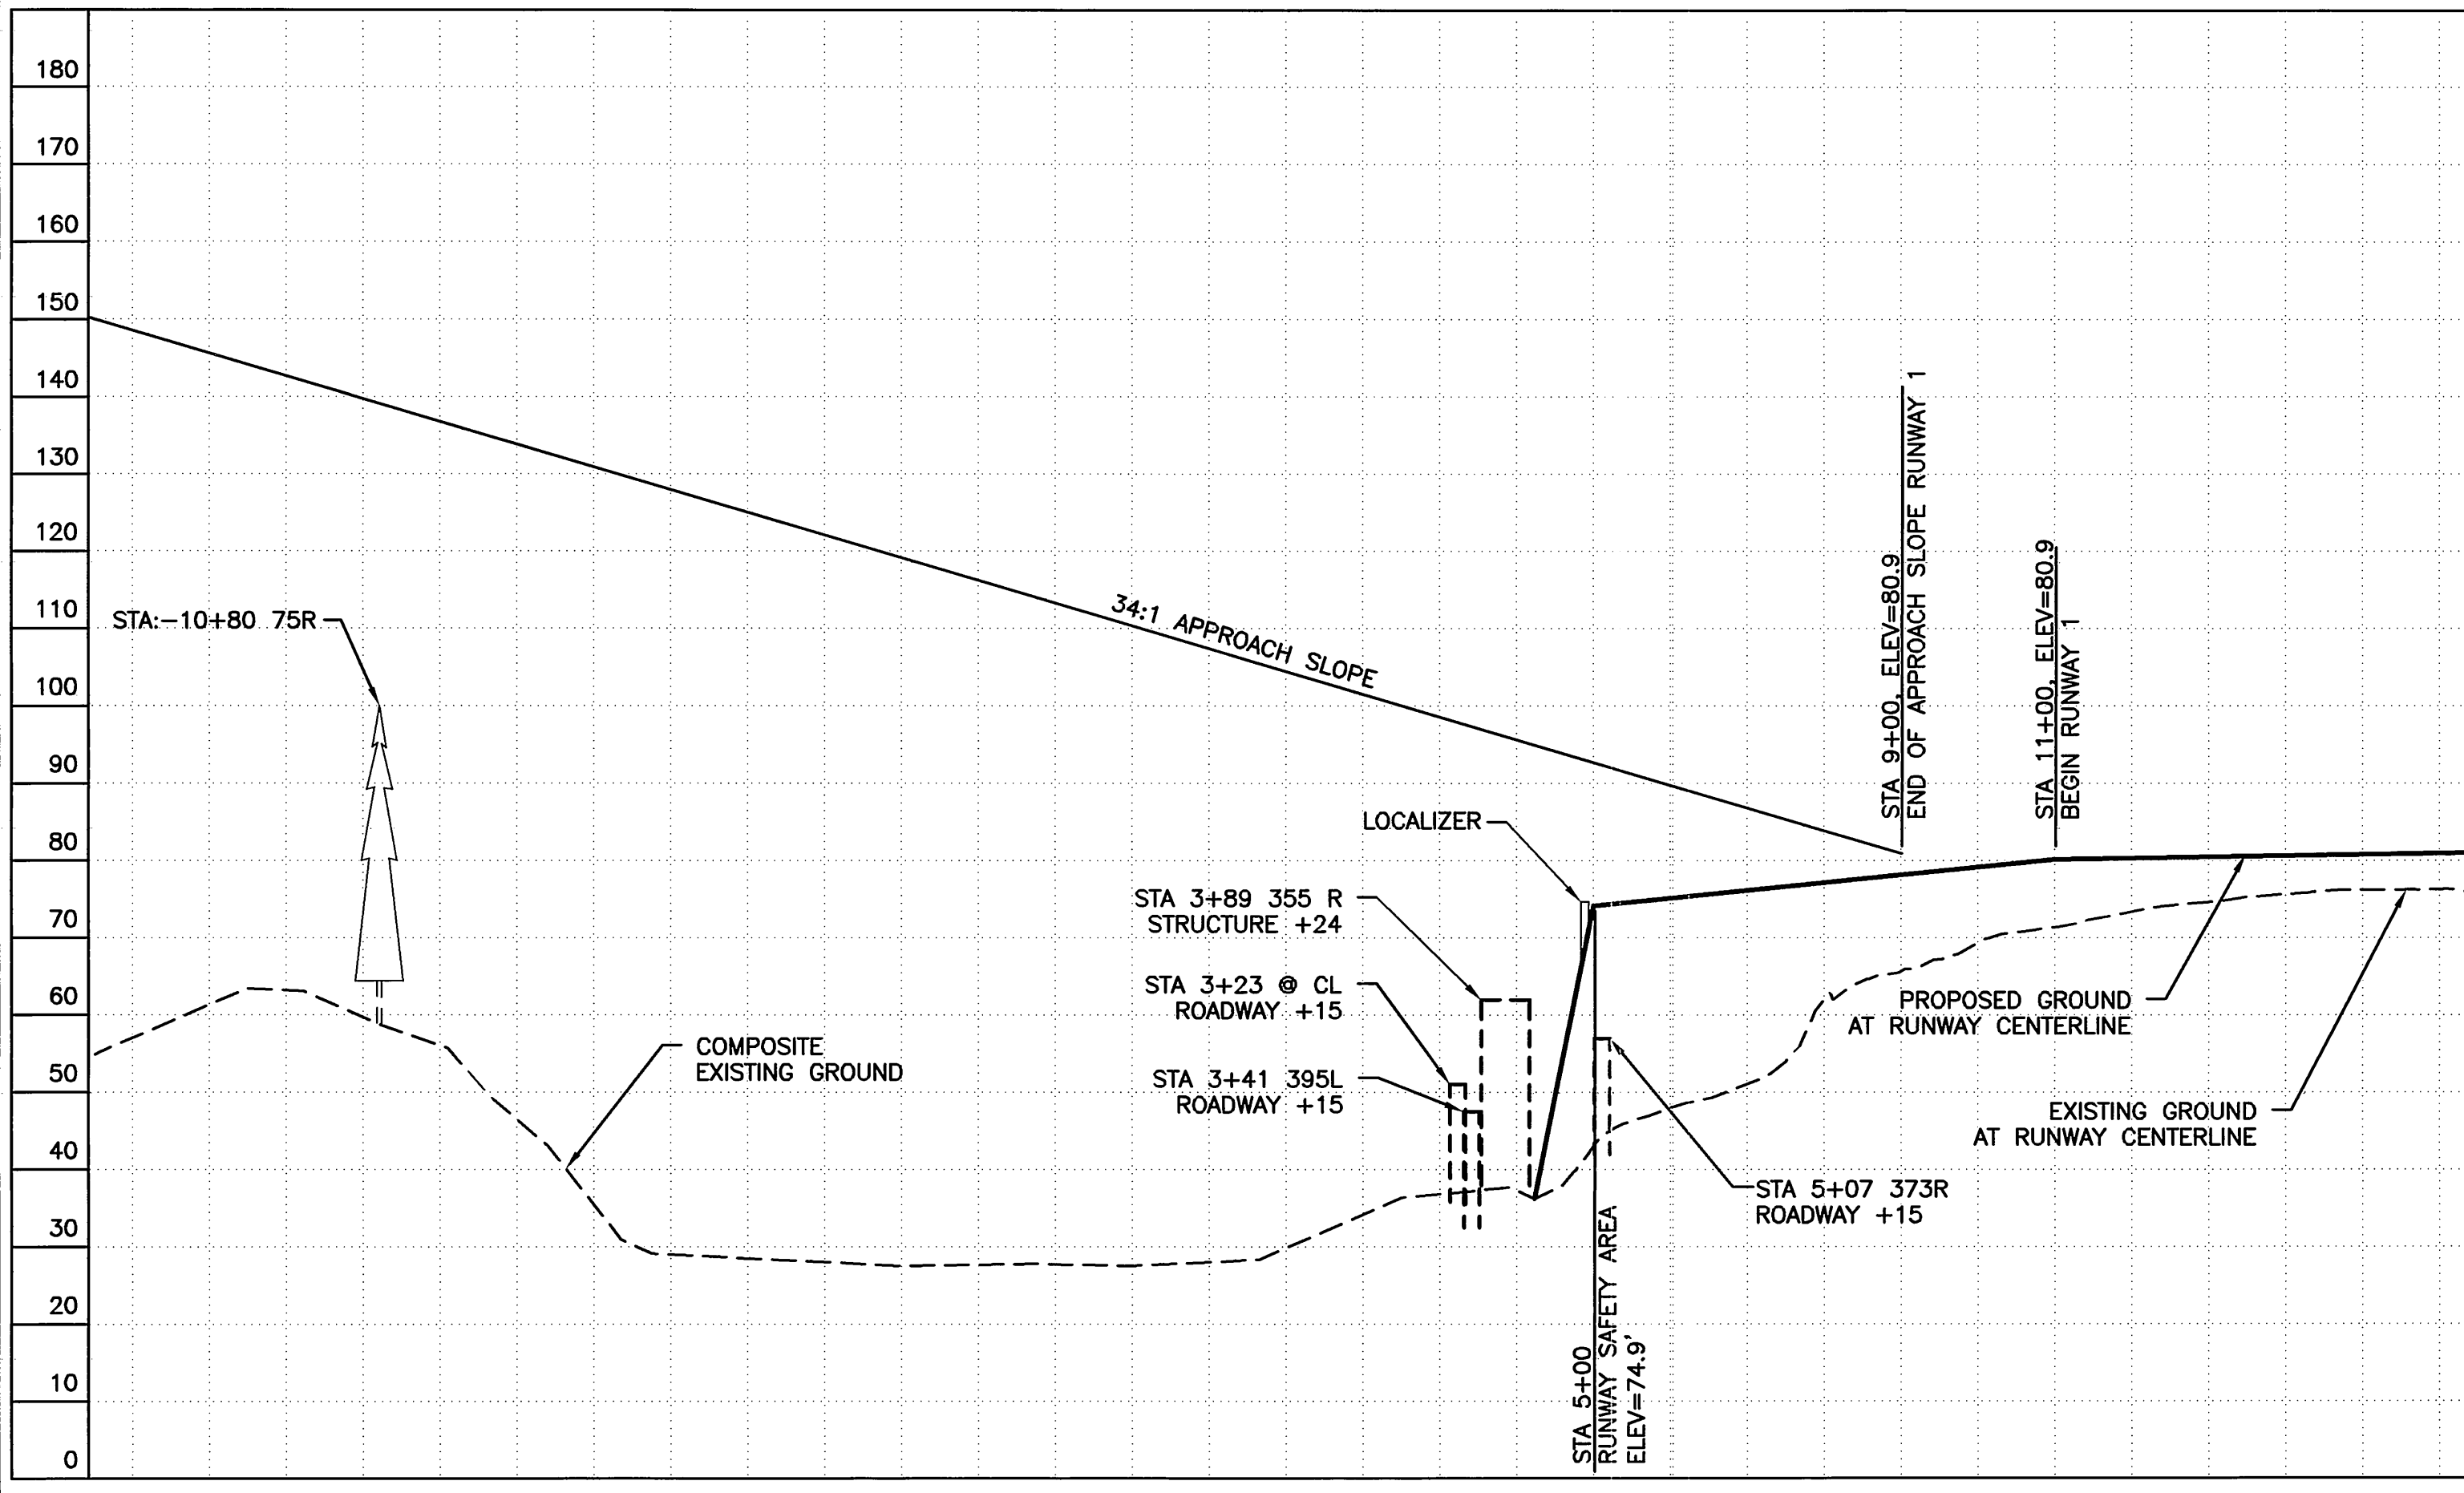 180
170
160
150
140
130
120
110
100
90
80
70
60
50
40
30
20
10
0
STA:-10+80 75R
34:1 APPROACH SLOPE
STA 9+00, ELEV=80.9
END OF APPROACH SLOPE RUNWAY 1
STA 11+00, ELEV=80.9
BEGIN RUNWAY 1
LOCALIZER
STA 3+89 355 R
STRUCTURE +24
STA 3+23 @ CL
ROADWAY +15
STA 3+41 395L
ROADWAY +15
COMPOSITE
EXISTING GROUND
PROPOSED GROUND
AT RUNWAY CENTERLINE
EXISTING GROUND
AT RUNWAY CENTERLINE
STA 5+07 373R
ROADWAY +15
STA 5+00
RUNWAY SAFETY AREA
ELEV=74.9'